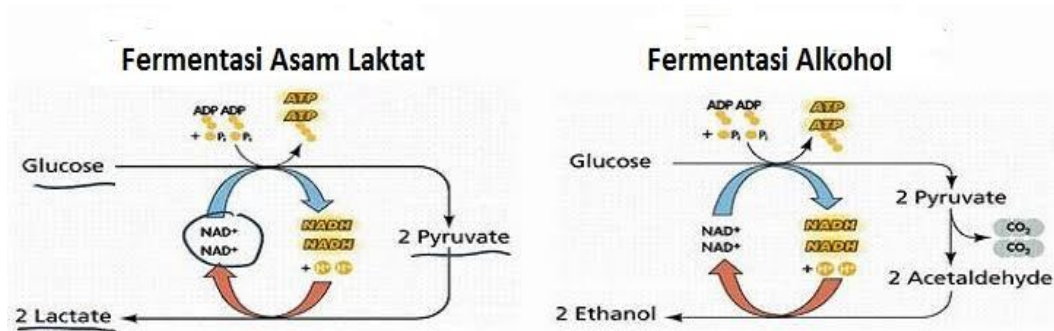 Fermentasi Asam Laktat
ADP ADP
+ Pi Pi
ATP
ATP
Glucose
NAD+
NAD+
NADH
NADH
+ H+ H+
2 Pyruvate
2 Lactate
Fermentasi Alkohol
ADP ADP
+ Pi Pi
ATP
ATP
Glucose
2 Pyruvate
CO₂
CO₂
NAD+
NAD+
NADH
NADH
+ H+ H+
2 Acetaldehyde
2 Ethanol